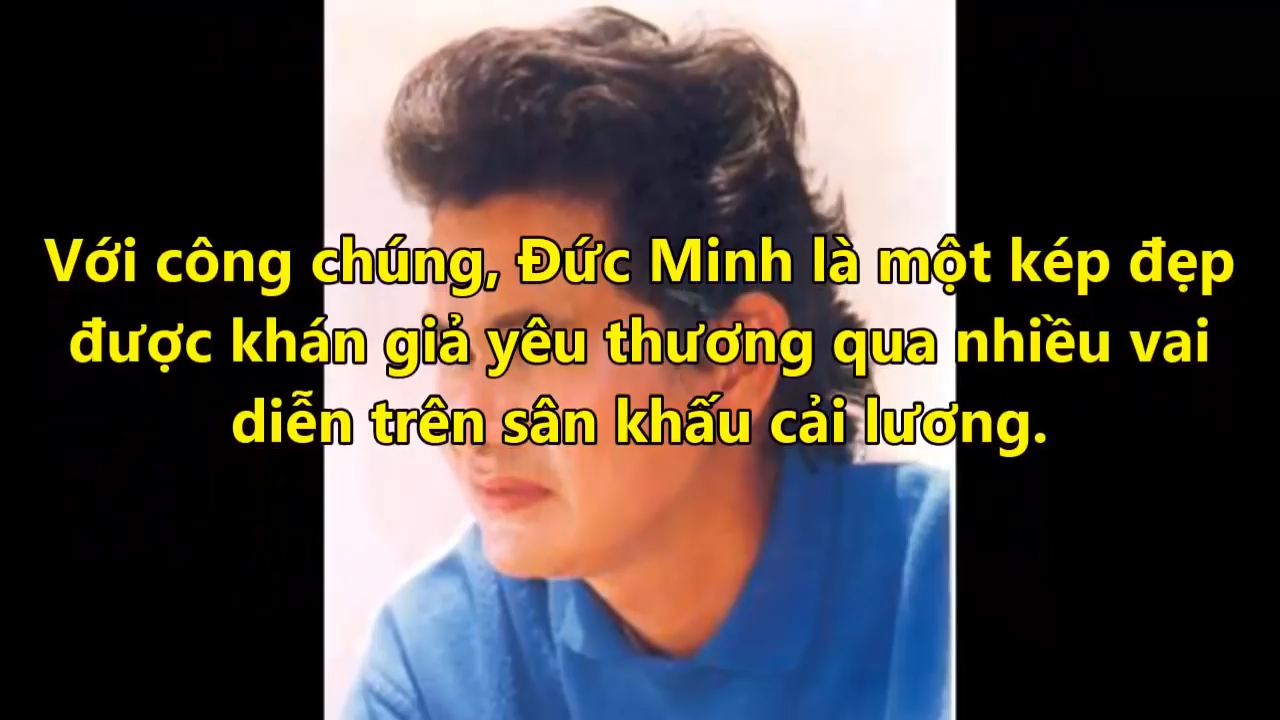 Với công chúng, Đức Minh là một kép đẹp
được khán giả yêu thương qua nhiều vai
diễn trên sân khấu cải lương.